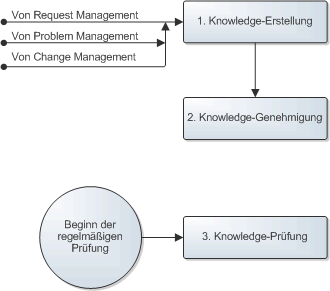 Von Request Management
1. Knowledge-Erstellung
Von Problem Management
Von Change Management
2. Knowledge-Genehmigung
Beginn der
regelmäßigen
Prüfung
3. Knowledge-Prüfung